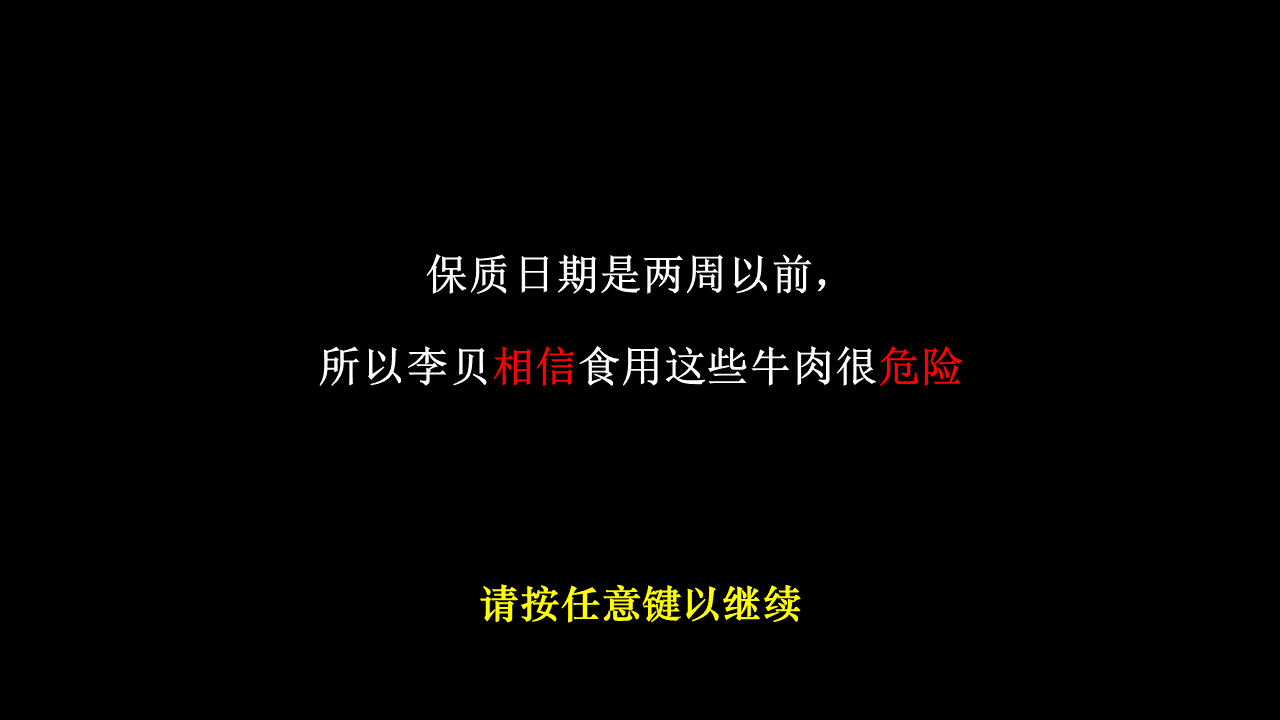 保质日期是两周以前，
所以李贝相信食用这些牛肉很危险
请按任意键以继续